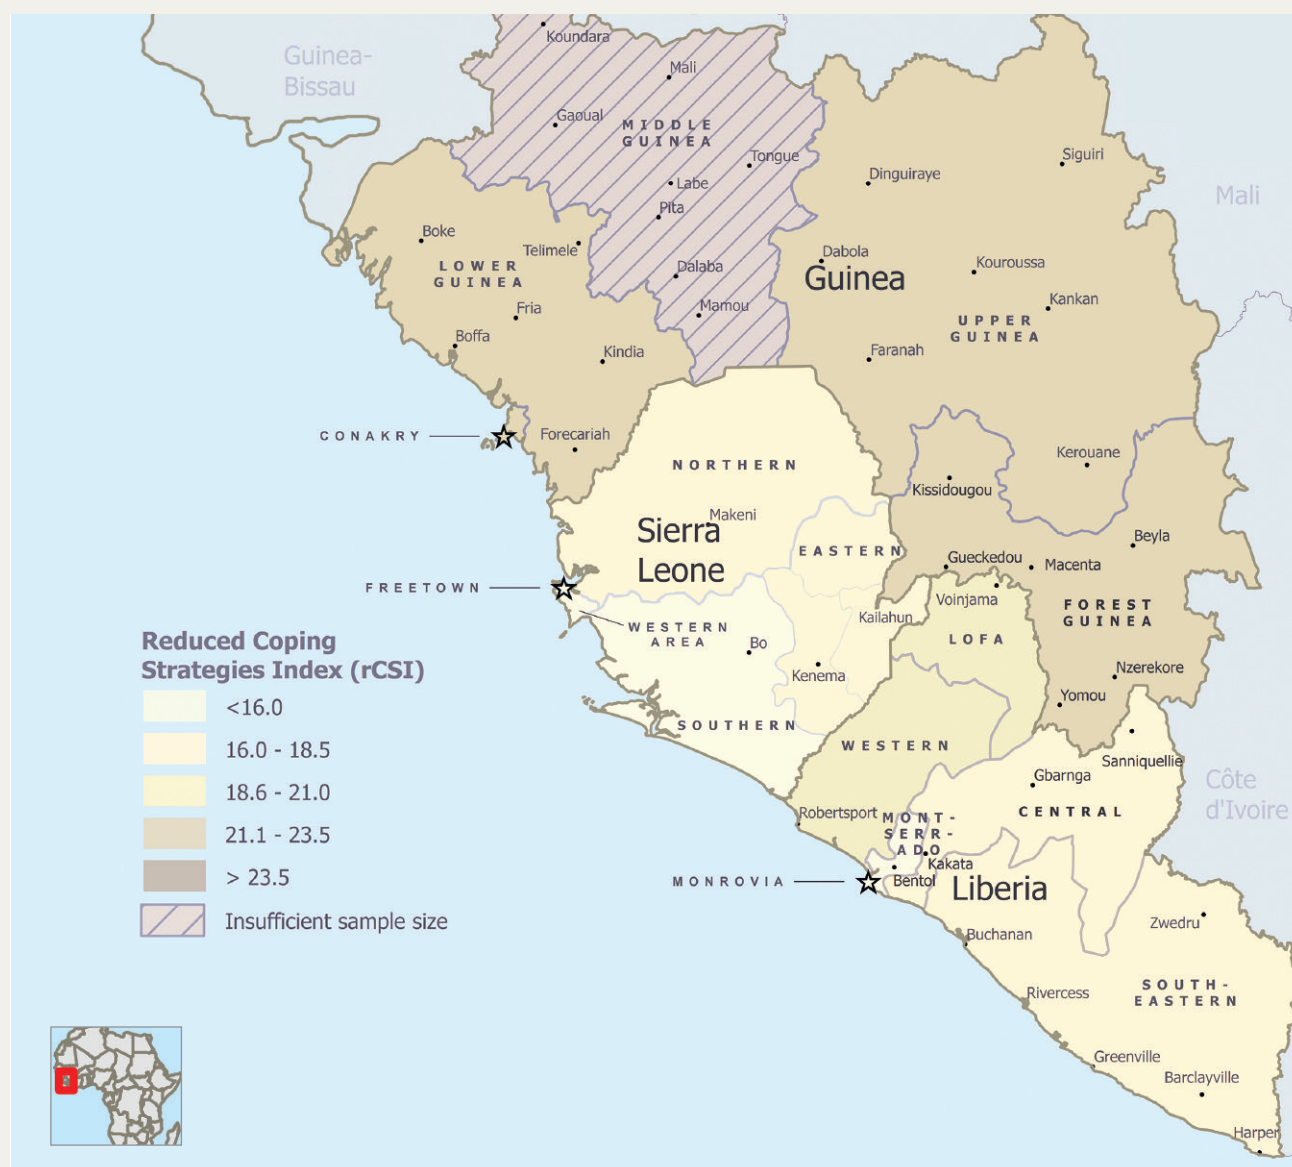 Guinea-
Bissau
Koundara
Mali
Gaoual
MIDDLE
GUINEA
Tongue
Labe
Pita
Dalaba
Mamou
Siguiri
Dinguiraye
Mali
Boke
Telimele
LOWER
GUINEA
Fria
Boffa
Kindia
Dabola
Guinea
Kouroussa
Kankan
UPPER
GUINEA
Faranah
CONAKRY
Forecariah
NORTHERN
Kerouane
Kissidougou
Makeni
Sierra
Leone
EASTERN
Beyla
Gueckedou
Macenta
FREETOWN
Voinjama
FOREST
GUINEA
Kailahun
WESTERN
AREA
LOFA
Bo
Kenema
Nzerekore
Yomou
SOUTHERN
WESTERN
Sanniquellie
Gbarnga
CENTRAL
Côte
d'Ivoire
Robertsport
MONT-
SERR-
ADO
Kakata
MONROVIA
Bentol
Liberia
Buchanan
Zwedru
Rivercess
SOUTH-
EASTERN
Greenville
Barclayville
Harper
Reduced Coping
Strategies Index (rCSI)
<16.0
16.0 - 18.5
18.6 - 21.0
21.1 - 23.5
> 23.5
Insufficient sample size